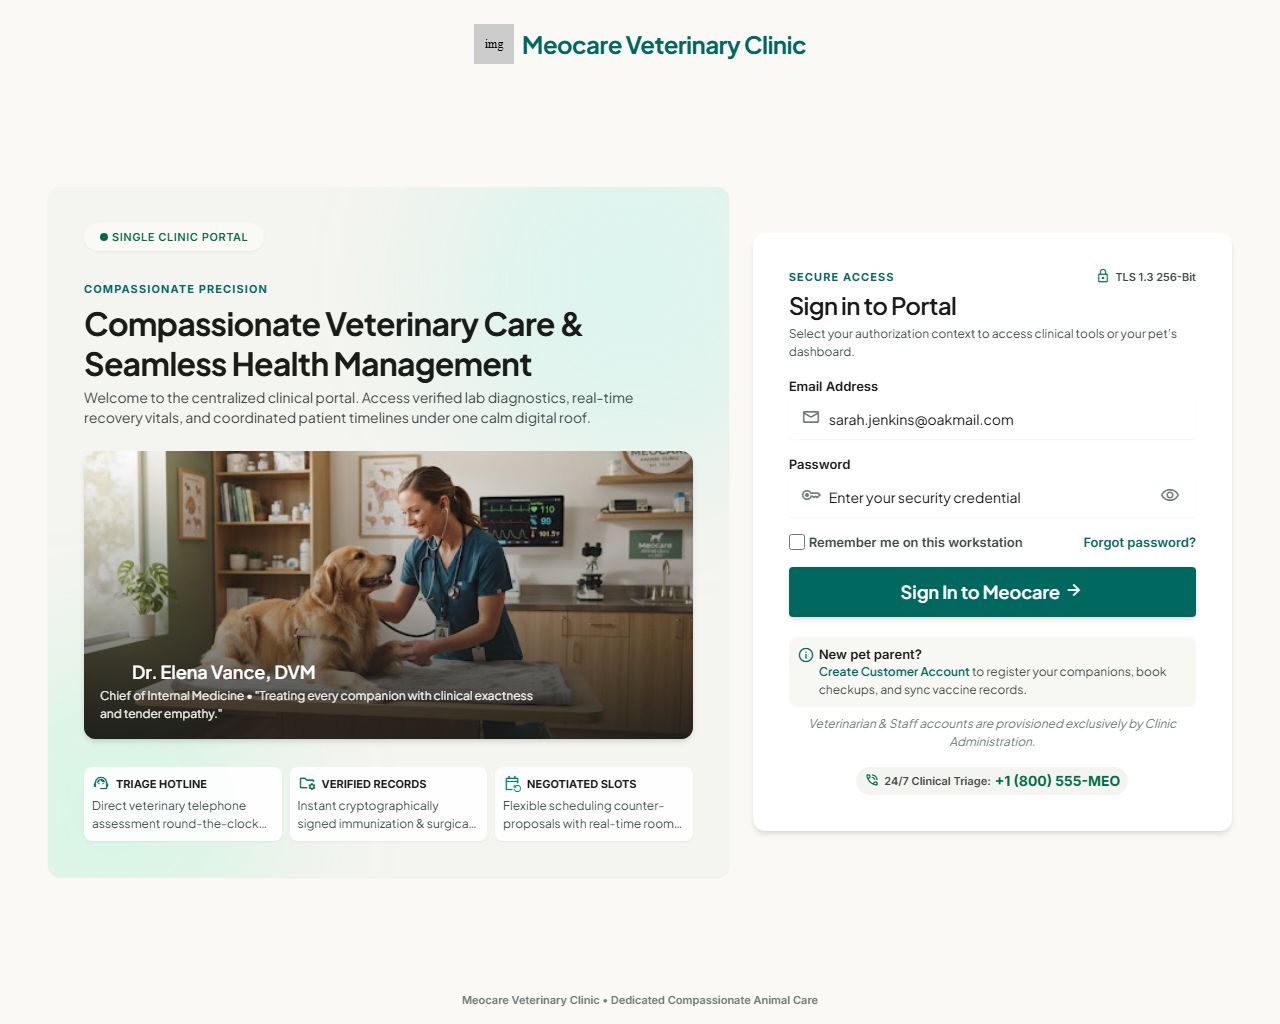 img
Meocare Veterinary Clinic
SINGLE CLINIC PORTAL
COMPASSIONATE PRECISION
Compassionate Veterinary Care &
Seamless Health Management
Welcome to the centralized clinical portal. Access verified lab diagnostics, real-time
recovery vitals, and coordinated patient timelines under one calm digital roof.
110
99
101.5°F
Meocare
Dr. Elena Vance, DVM
Chief of Internal Medicine • "Treating every companion with clinical exactness
and tender empathy."
TRIAGE HOTLINE
Direct veterinary telephone
assessment round-the-clock...
VERIFIED RECORDS
Instant cryptographically
signed immunization & surgica...
NEGOTIATED SLOTS
Flexible scheduling counter-
proposals with real-time room...
SECURE ACCESS
TLS 1.3 256-Bit
Sign in to Portal
Select your authorization context to access clinical tools or your pet's
dashboard.
Email Address
sarah.jenkins@oakmail.com
Password
Enter your security credential
Remember me on this workstation
Forgot password?
Sign In to Meocare →
New pet parent?
Create Customer Account to register your companions, book
checkups, and sync vaccine records.
Veterinarian & Staff accounts are provisioned exclusively by Clinic
Administration.
24/7 Clinical Triage: +1 (800) 555-MEO
Meocare Veterinary Clinic • Dedicated Compassionate Animal Care